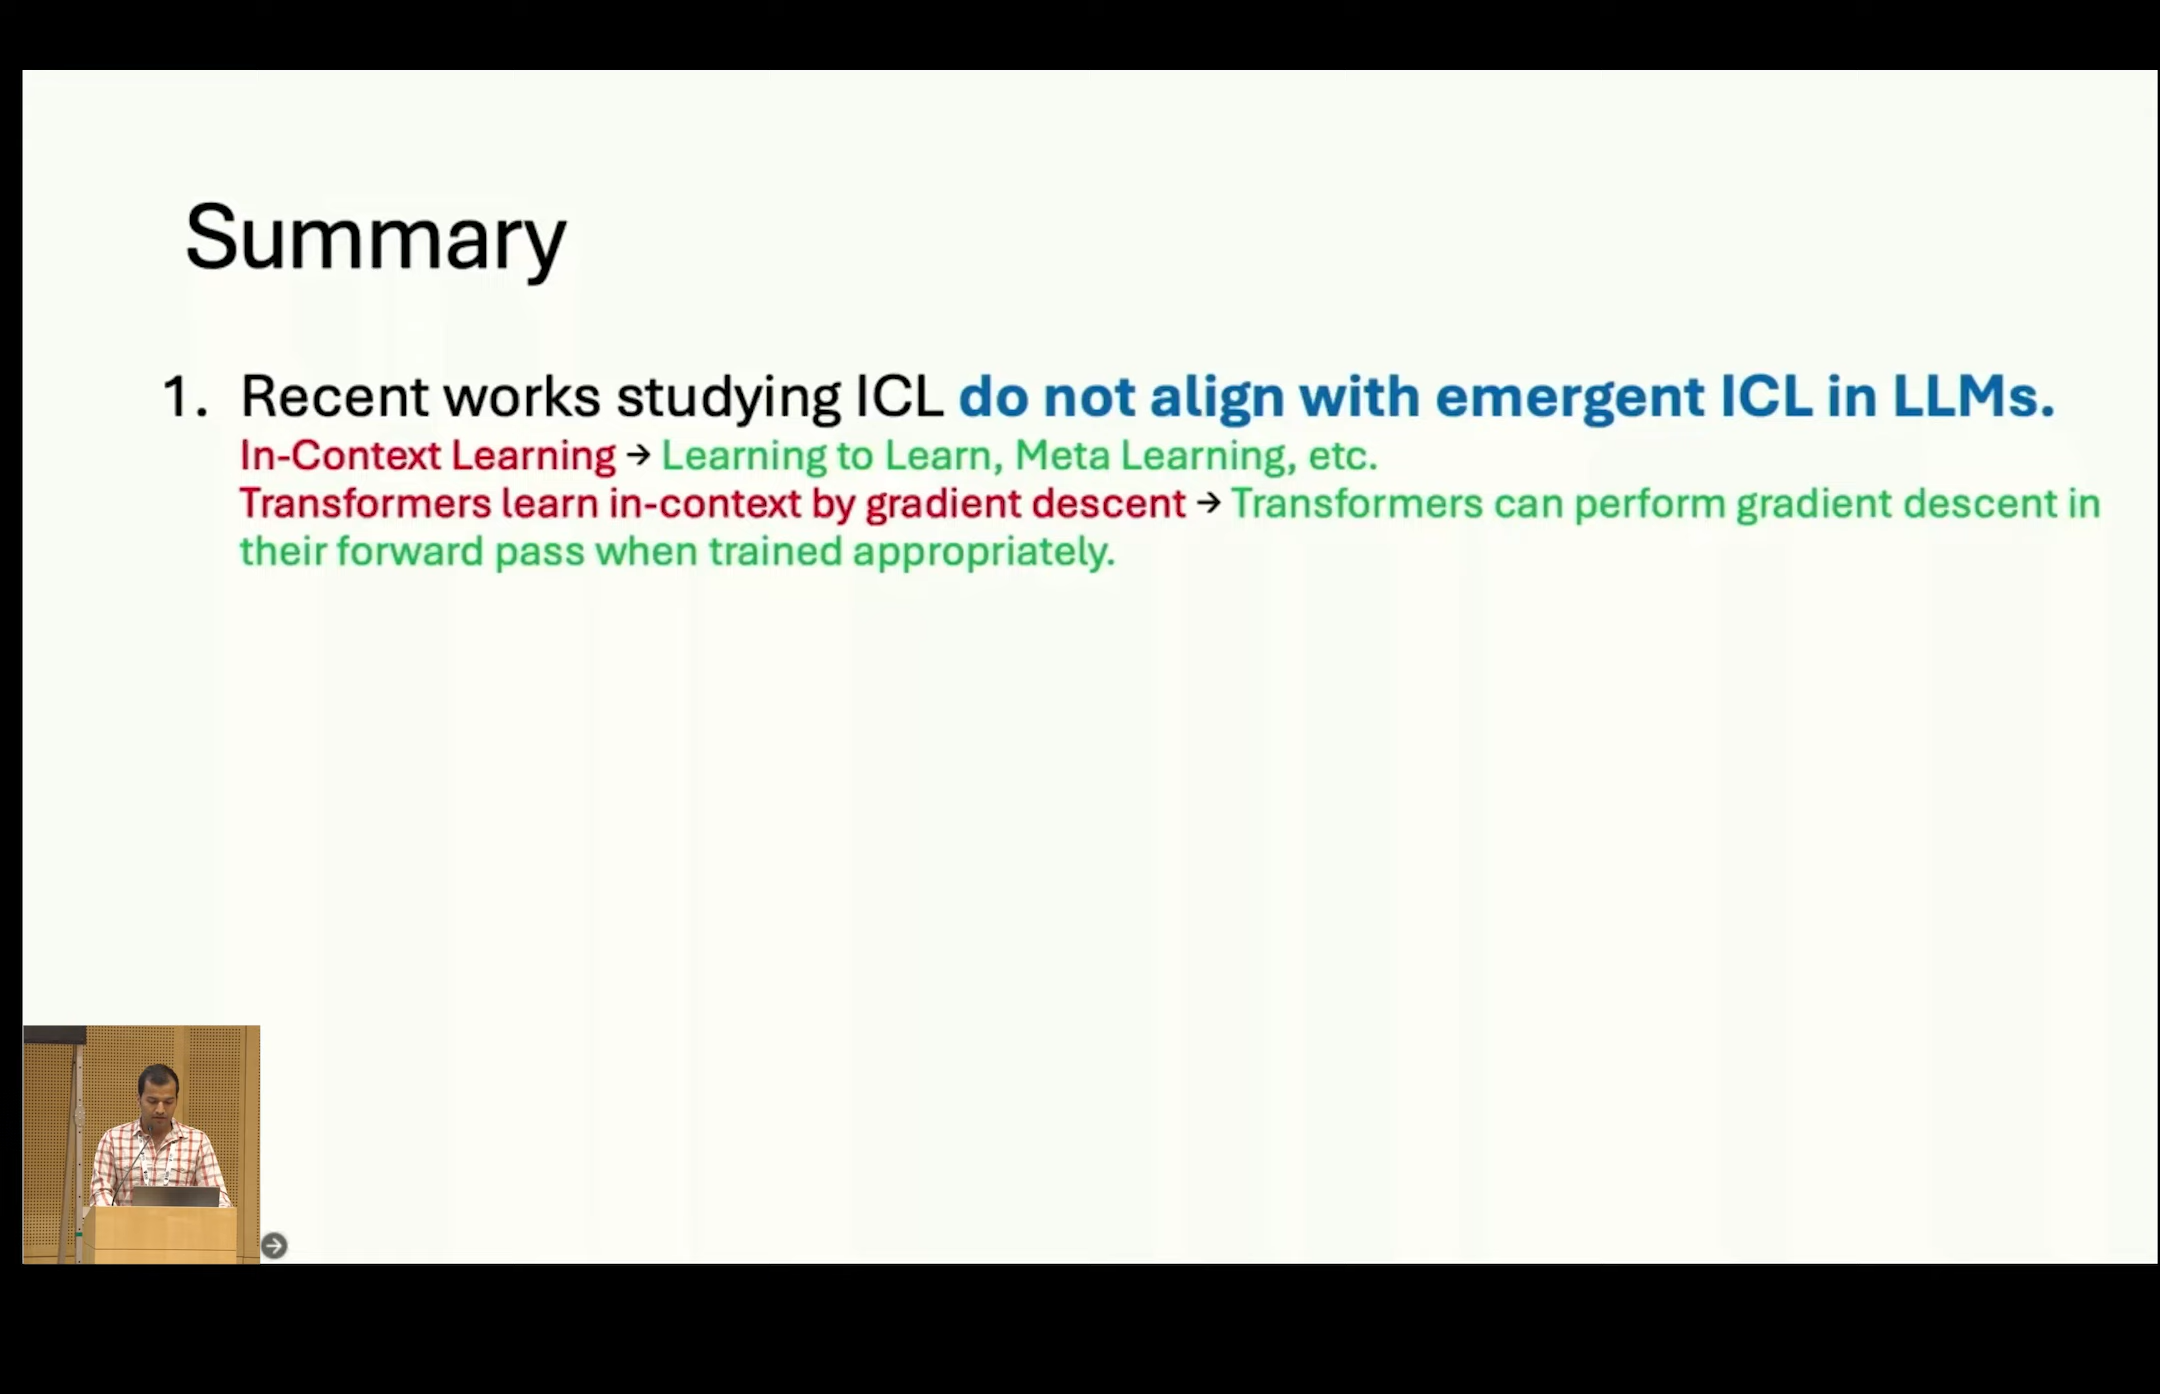 Summary
1. Recent works studying ICL do not align with emergent ICL in LLMs.
In-Context Learning → Learning to Learn, Meta Learning, etc.
Transformers learn in-context by gradient descent → Transformers can perform gradient descent in
their forward pass when trained appropriately.